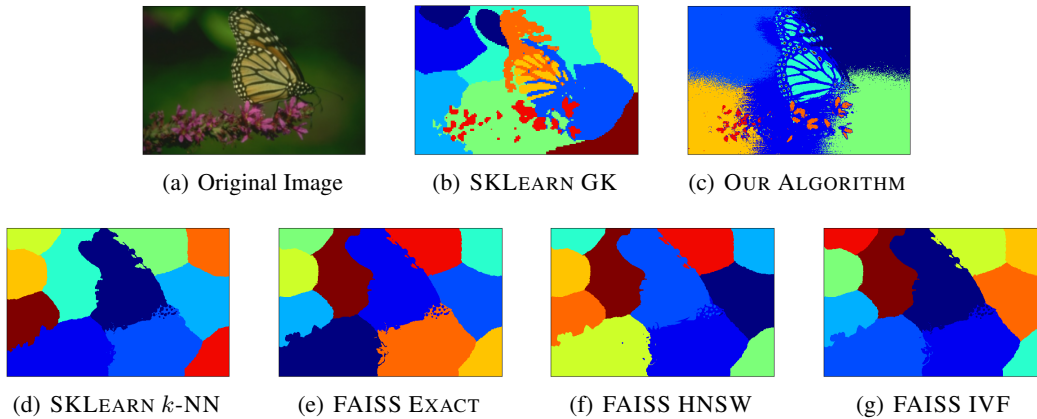 (a) Original Image
(b) SKLEARN GK
(c) OUR ALGORITHM
(d) SKLEARN k-NN
(e) FAISS EXACT
(f) FAISS HNSW
(g) FAISS IVF